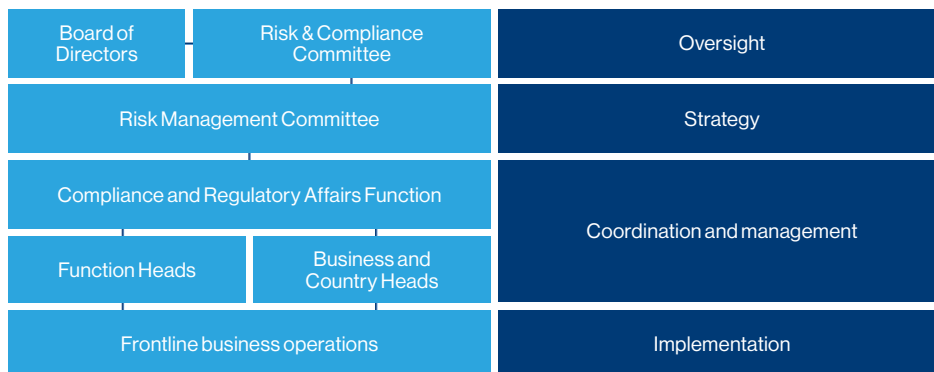 Board of
Directors
Risk & Compliance
Committee
Oversight
Risk Management Committee
Strategy
Compliance and Regulatory Affairs Function
Coordination and management
Function Heads
Business and
Country Heads
Frontline business operations
Implementation